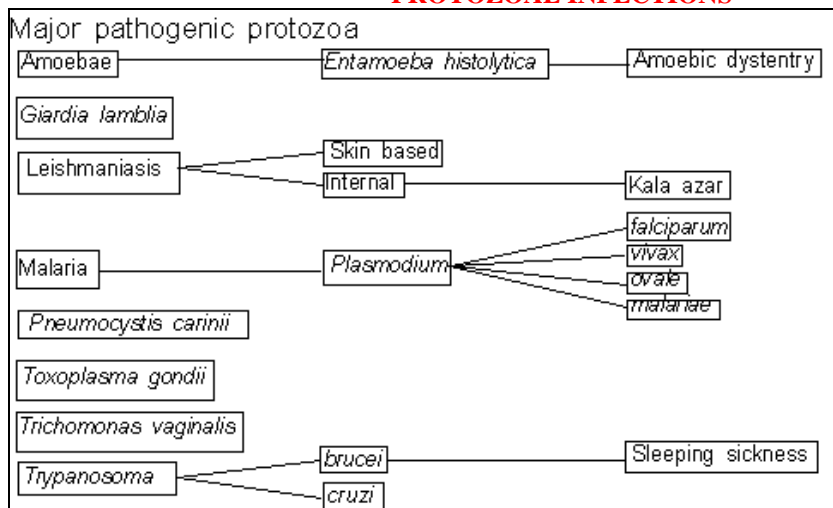 PROTOZOAL INFECTIONS
Major pathogenic protozoa
Amoebae Entamoeba histolytica Amoebic dystentry
Giardia lamblia
Leishmaniasis
Skin based
Internal Kala azar
Malaria Plasmodium
falciparum
vivax
ovale
malariae
Pneumocystis carinii
Toxoplasma gondii
Trichomonas vaginalis
Trypanosoma
brucei Sleeping sickness
cruzi